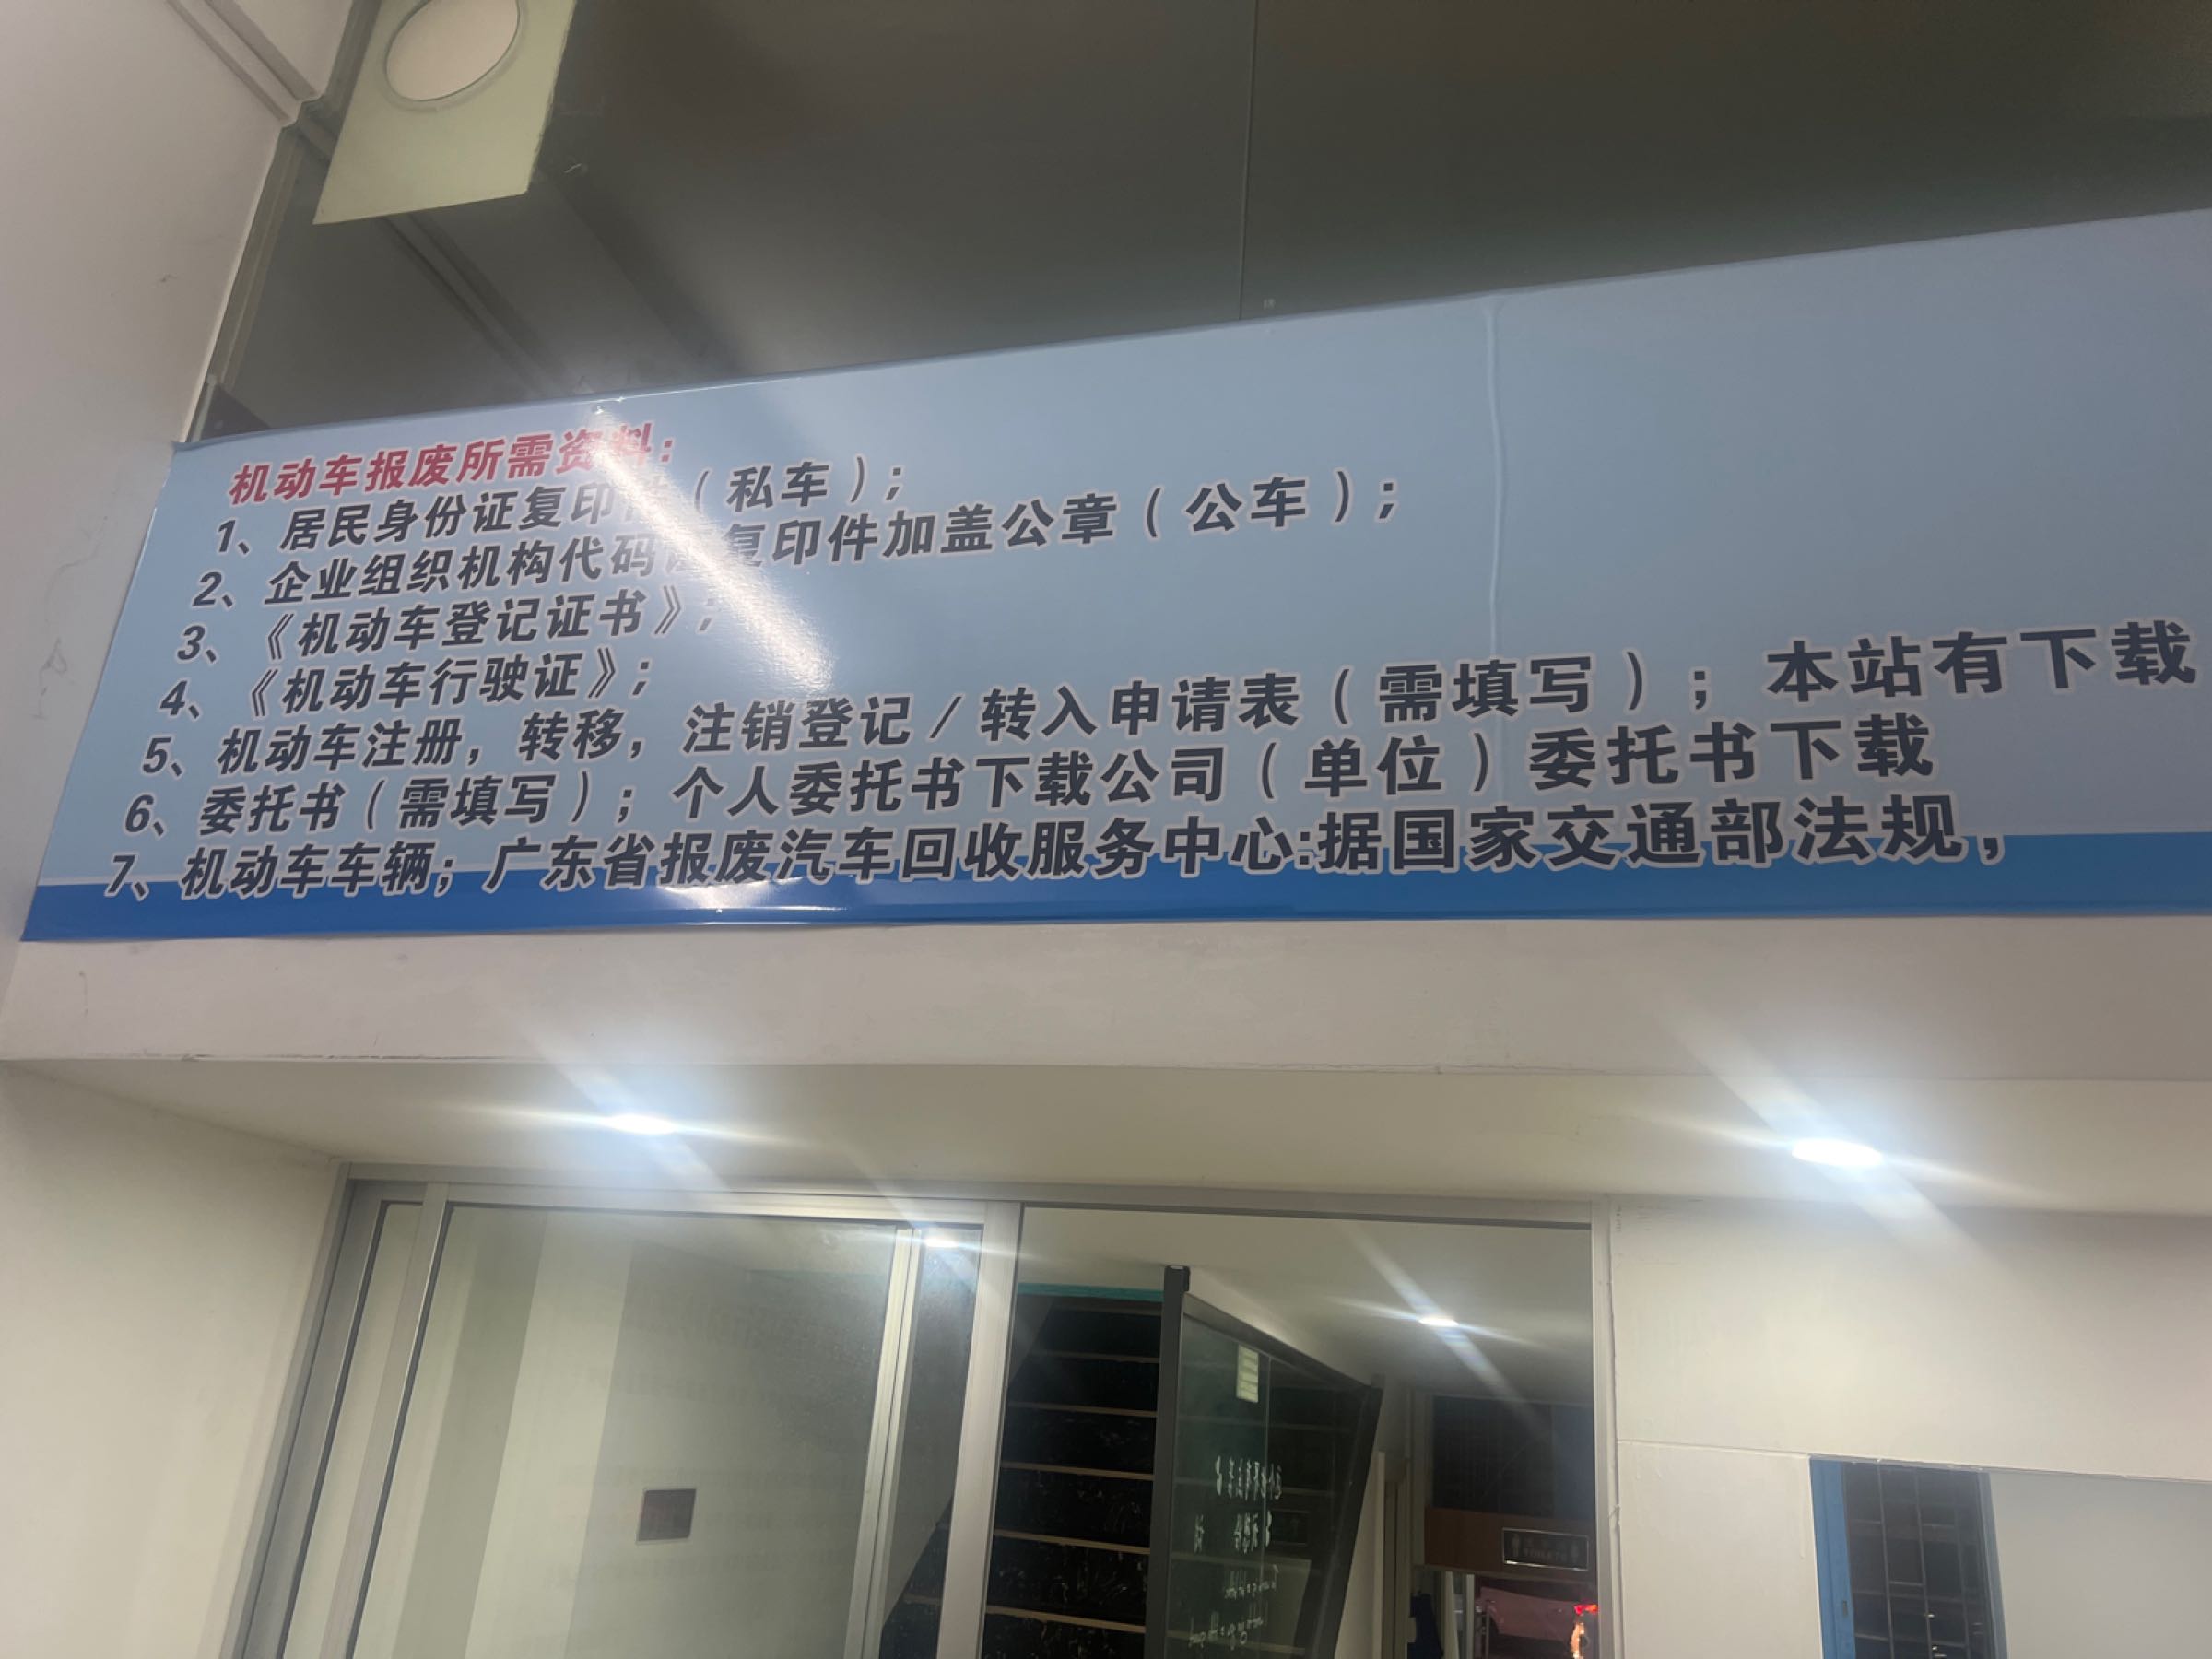 机动车报废所需资料：
1、居民身份证复印件（私车）；
2、企业组织机构代码证复印件加盖公章（公车）；
3、《机动车登记证书》；
4、《机动车行驶证》；
5、机动车注册，转移，注销登记／转入申请表（需填写）；本站有下载
6、委托书（需填写）；个人委托书下载公司（单位）委托书下载
7、机动车车辆；广东省报废汽车回收服务中心:据国家交通部法规，